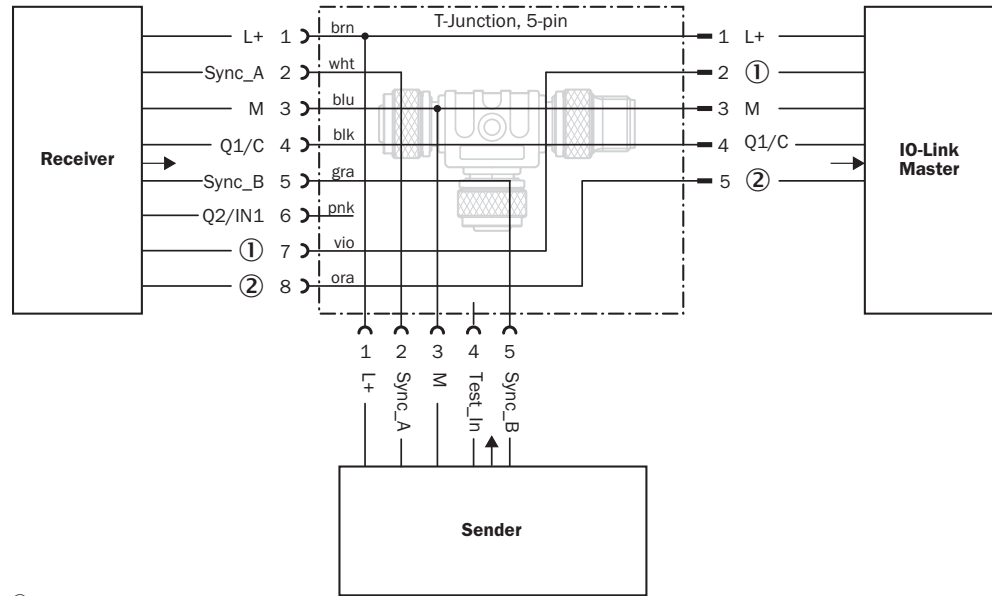 T-Junction, 5-pin
L+ 1 brn 1 L+
Sync_A 2 wht 2 ①
M 3 blu 3 M
Q1/C 4 blk 4 Q1/C
Receiver
IO-Link
Master
Sync_B 5 gra 5 ②
Q2/IN1 6 pnk
① 7 vio
② 8 ora
1 2 3 4 5
L+ Sync_A M Test_In Sync_B
Sender